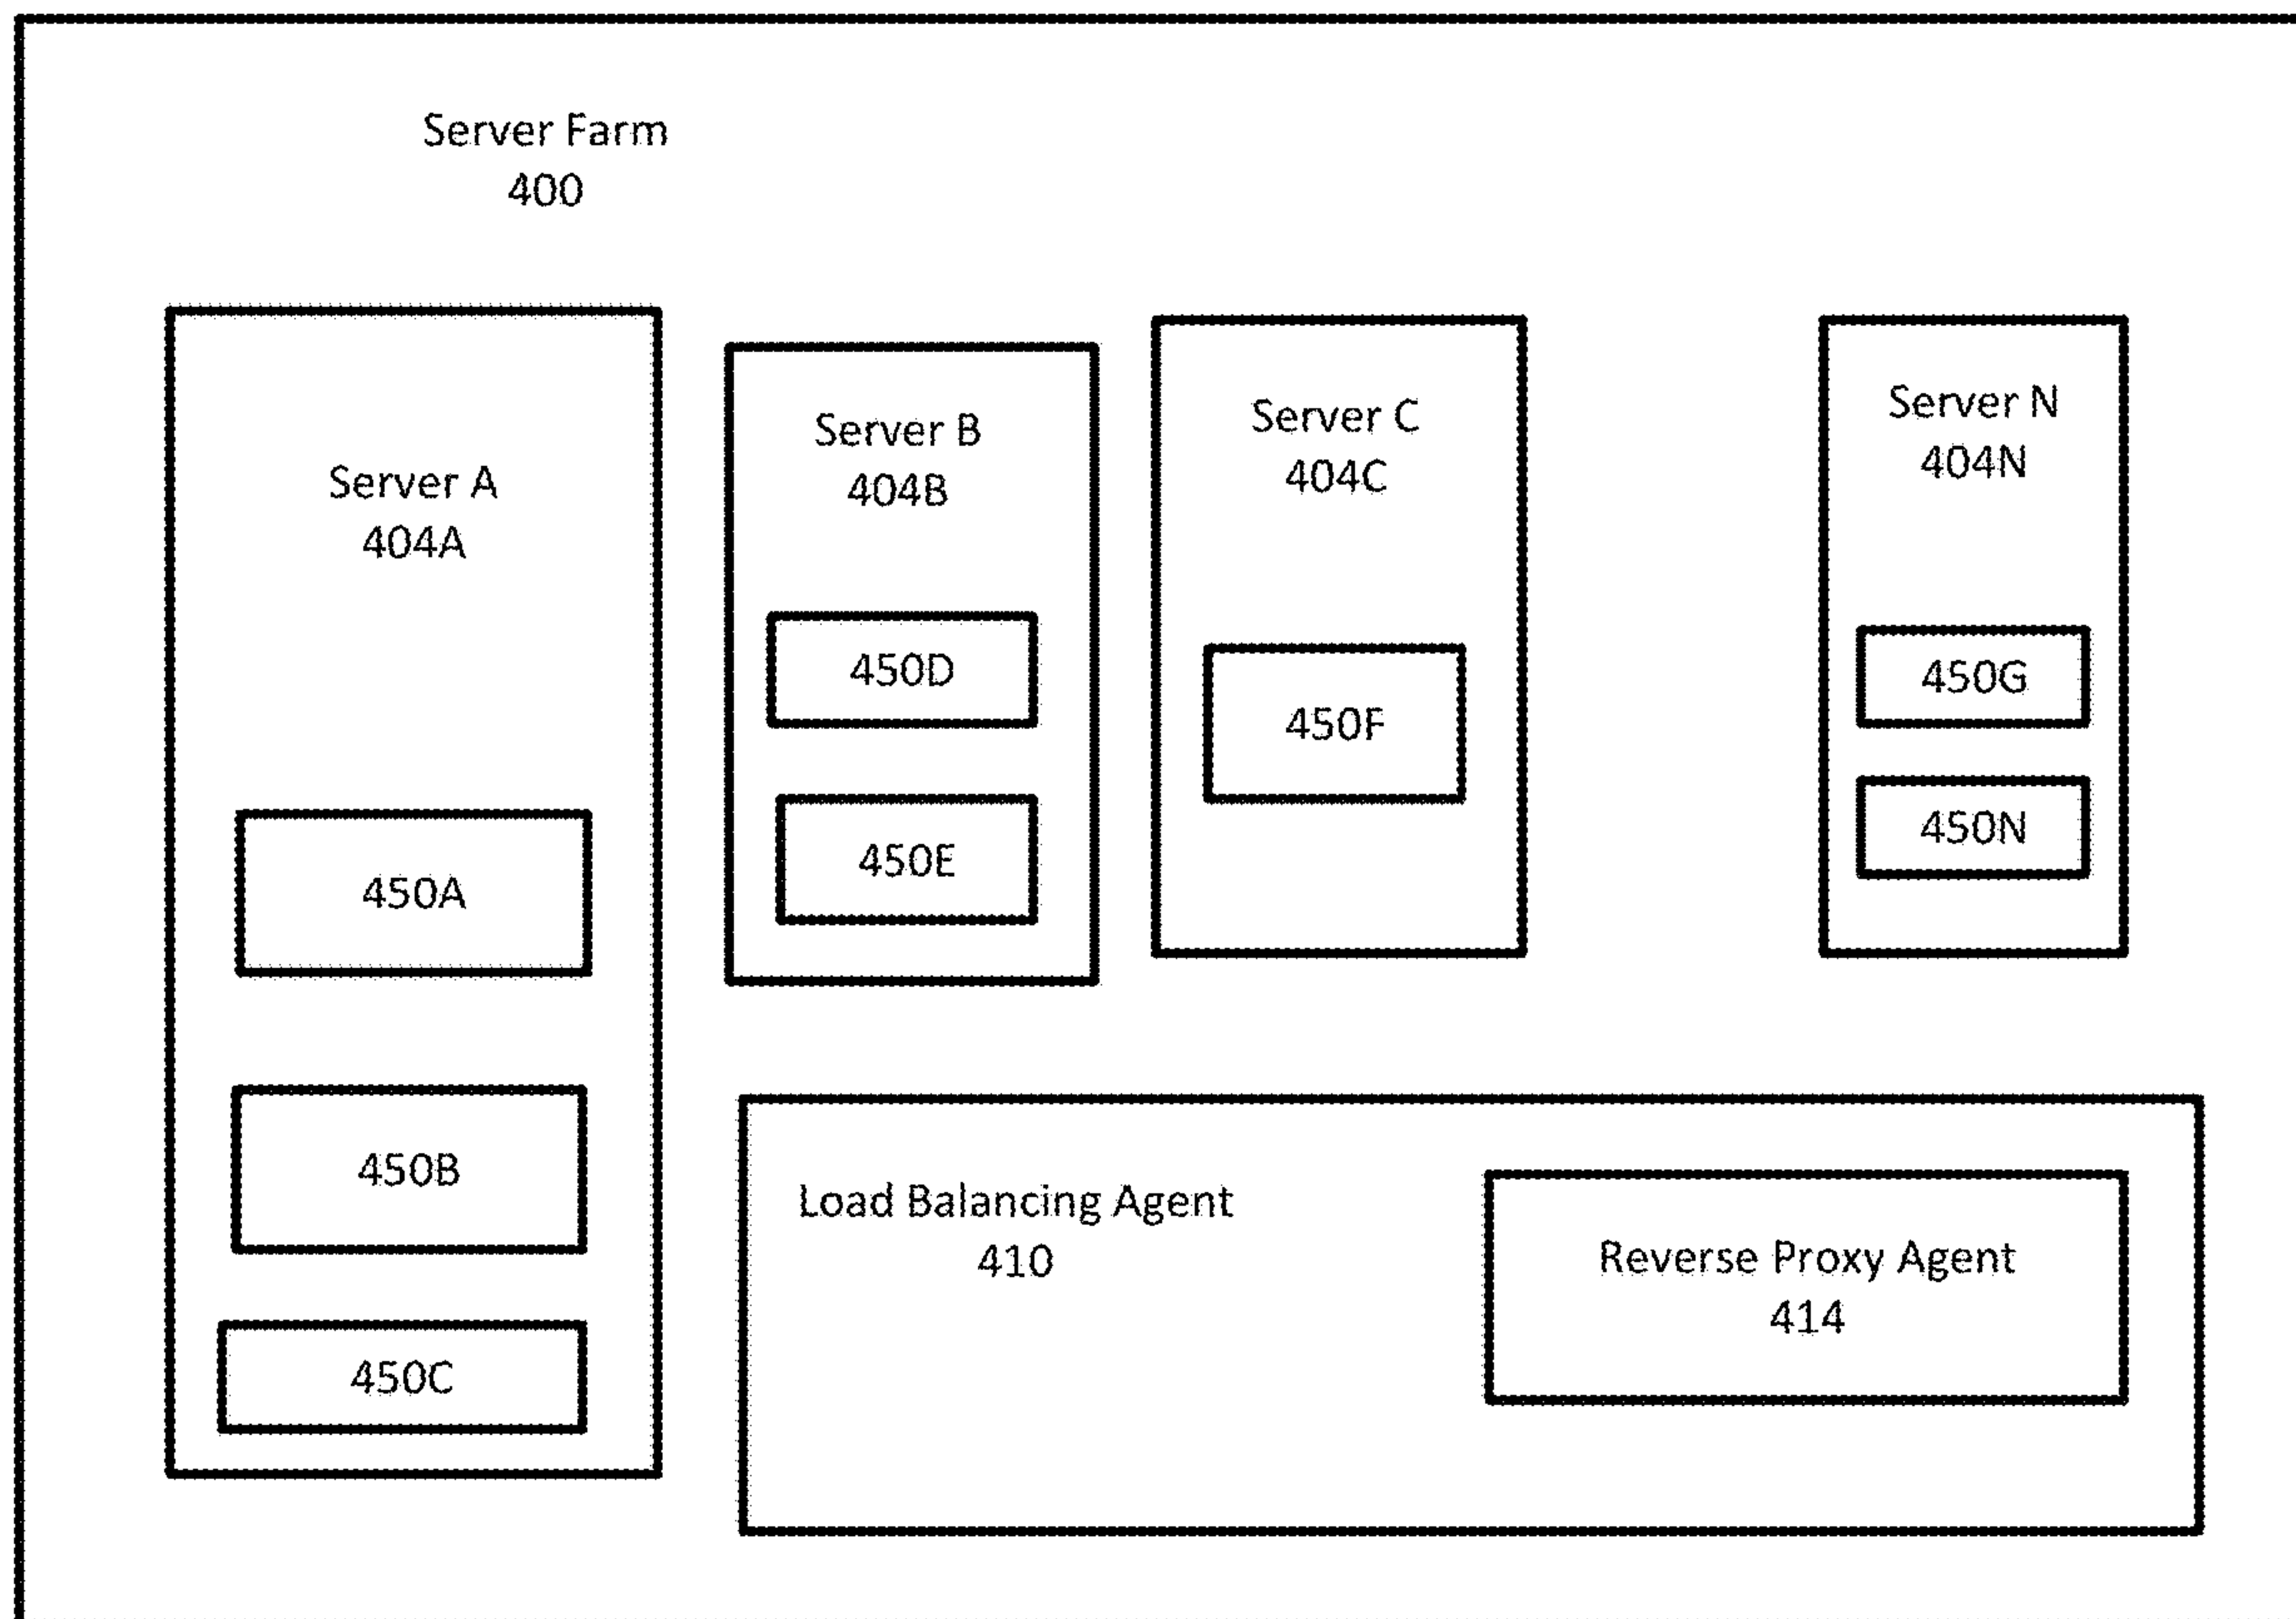 Server Farm
400
Server A
404A
450A
450B
450C
Server B
404B
450D
450E
Server C
404C
450F
Server N
404N
450G
450N
Load Balancing Agent
410
Reverse Proxy Agent
414